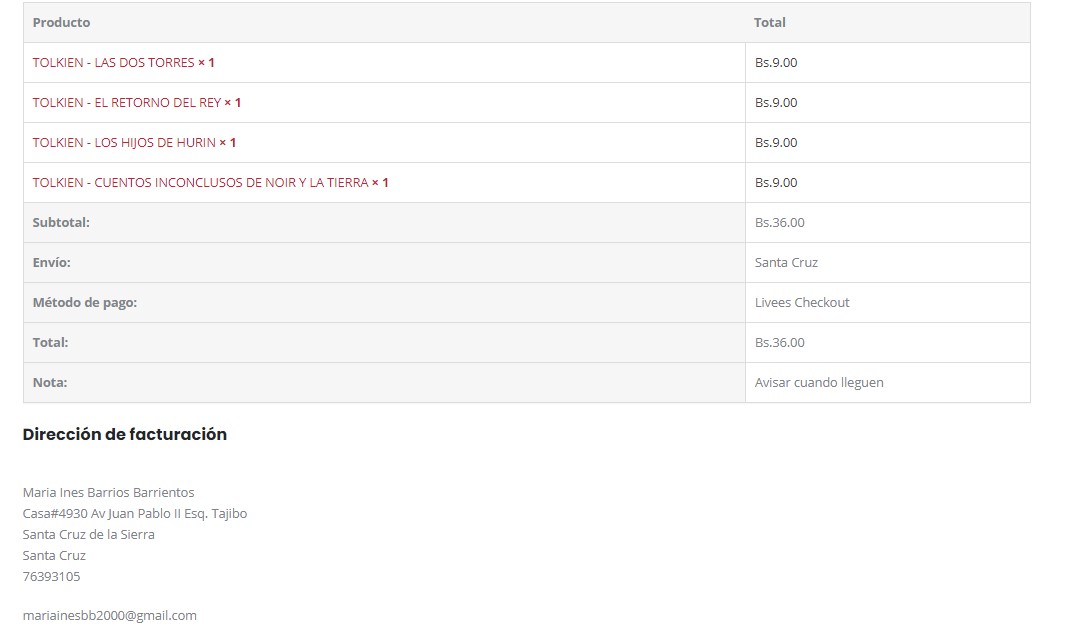 Producto Total
TOLKIEN - LAS DOS TORRES × 1 Bs.9.00
TOLKIEN - EL RETORNO DEL REY × 1 Bs.9.00
TOLKIEN - LOS HIJOS DE HURIN × 1 Bs.9.00
TOLKIEN - CUENTOS INCONCLUSOS DE NOIR Y LA TIERRA × 1 Bs.9.00
Subtotal: Bs.36.00
Envío: Santa Cruz
Método de pago: Livees Checkout
Total: Bs.36.00
Nota: Avisar cuando lleguen
Dirección de facturación
Maria Ines Barrios Barrientos
Casa#4930 Av Juan Pablo II Esq. Tajibo
Santa Cruz de la Sierra
Santa Cruz
76393105
mariainesbb2000@gmail.com